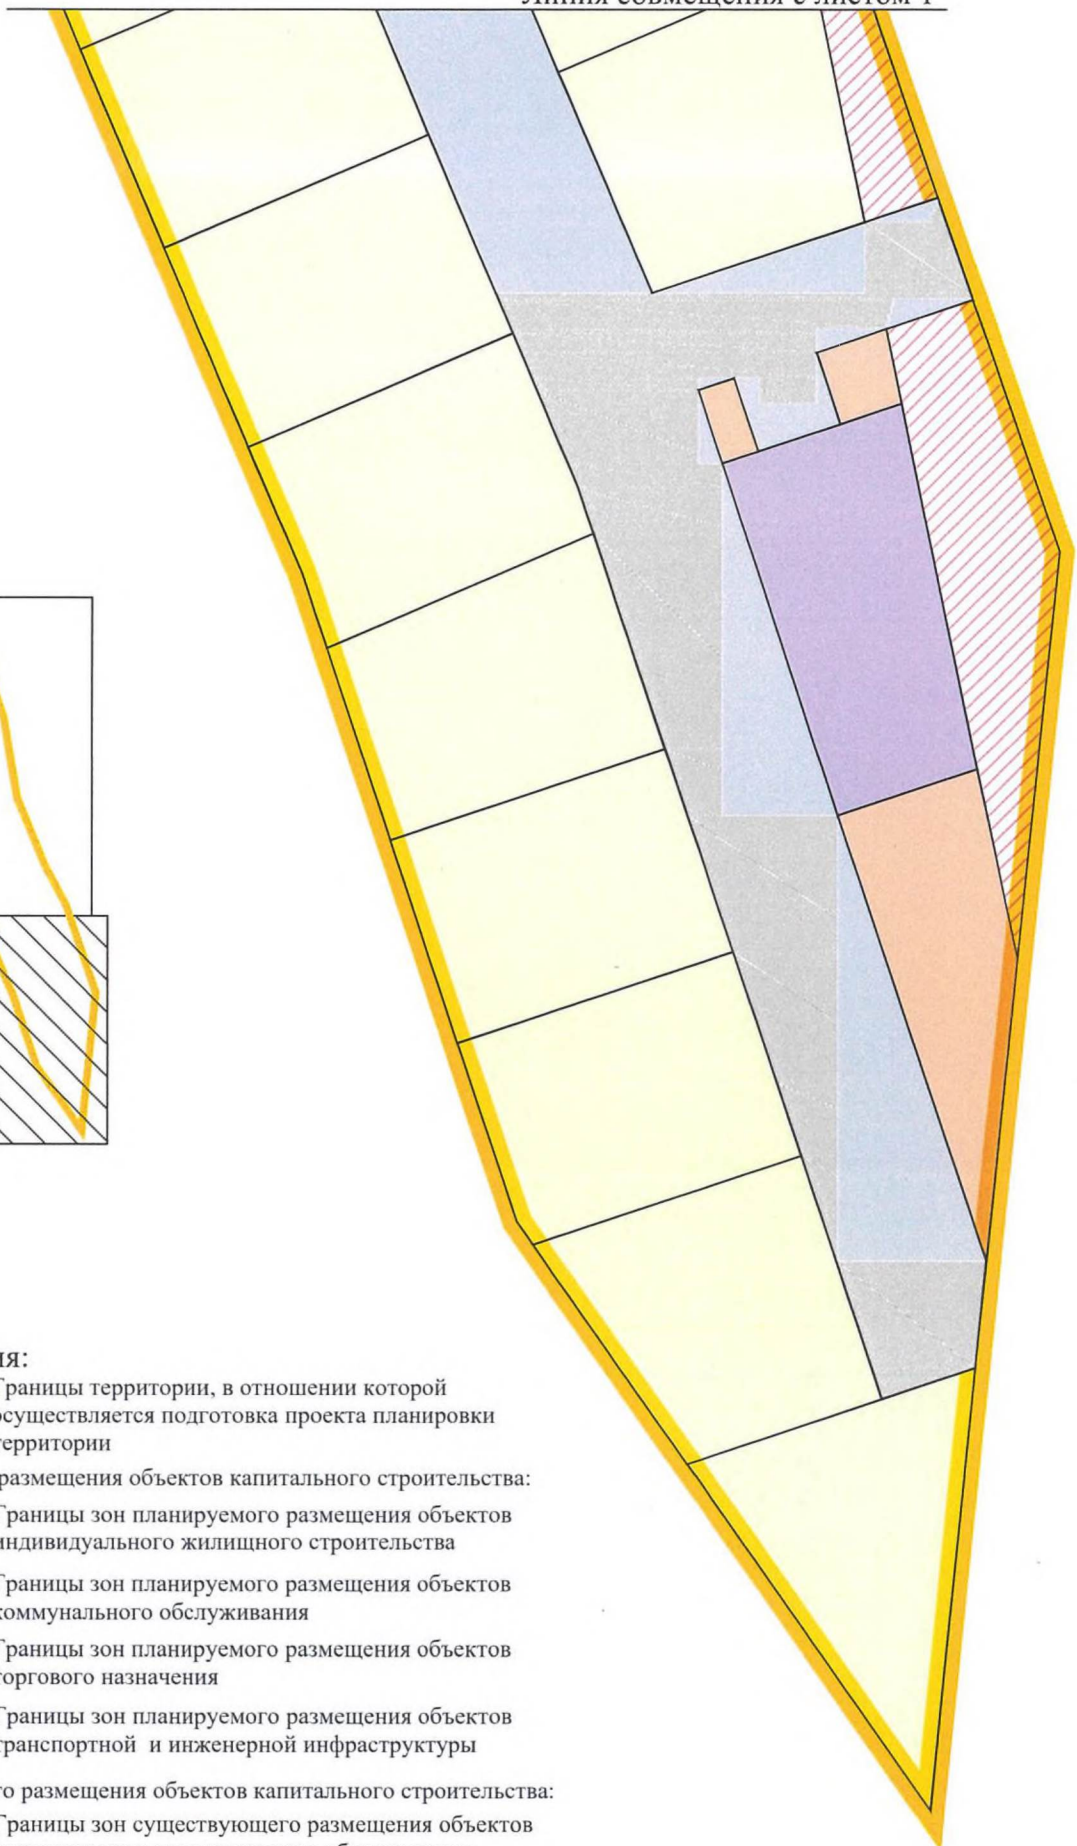 Линия совмещения с листом 1
ия:
Границы территории, в отношении которой
осуществляется подготовка проекта планировки
территории
размещения объектов капитального строительства:
Границы зон планируемого размещения объектов
индивидуального жилищного строительства
Границы зон планируемого размещения объектов
коммунального обслуживания
Границы зон планируемого размещения объектов
торгового назначения
Границы зон планируемого размещения объектов
транспортной и инженерной инфраструктуры
го размещения объектов капитального строительства:
Границы зон существующего размещения объектов